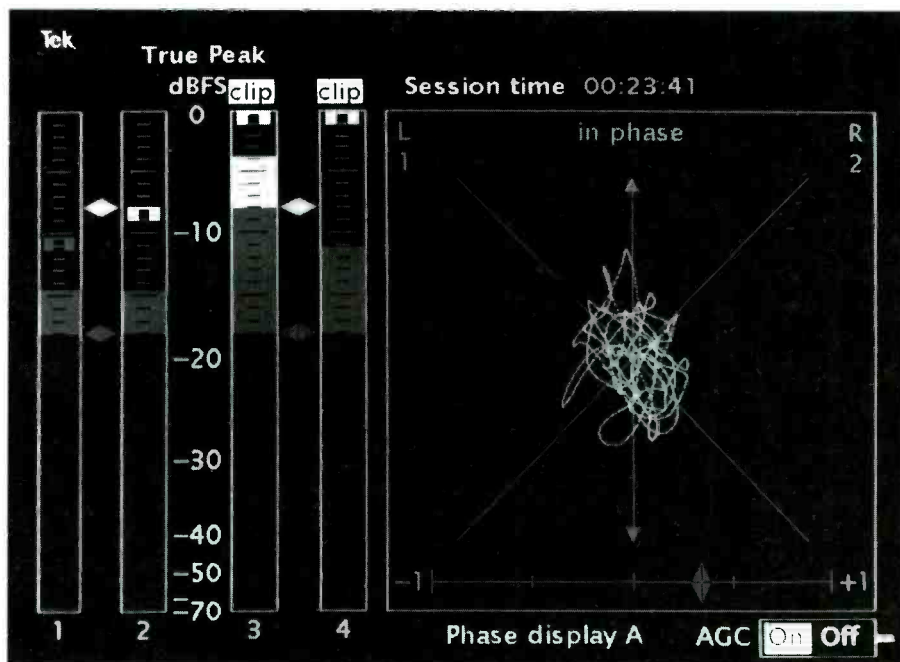 Tek
True Peak
dBFS clip clip
Session time 00:23:41
0
L in phase R
1 2
-10
-20
-30
-40
-50
-70
-1 +1
1 2 3 4
Phase display A AGC On Off